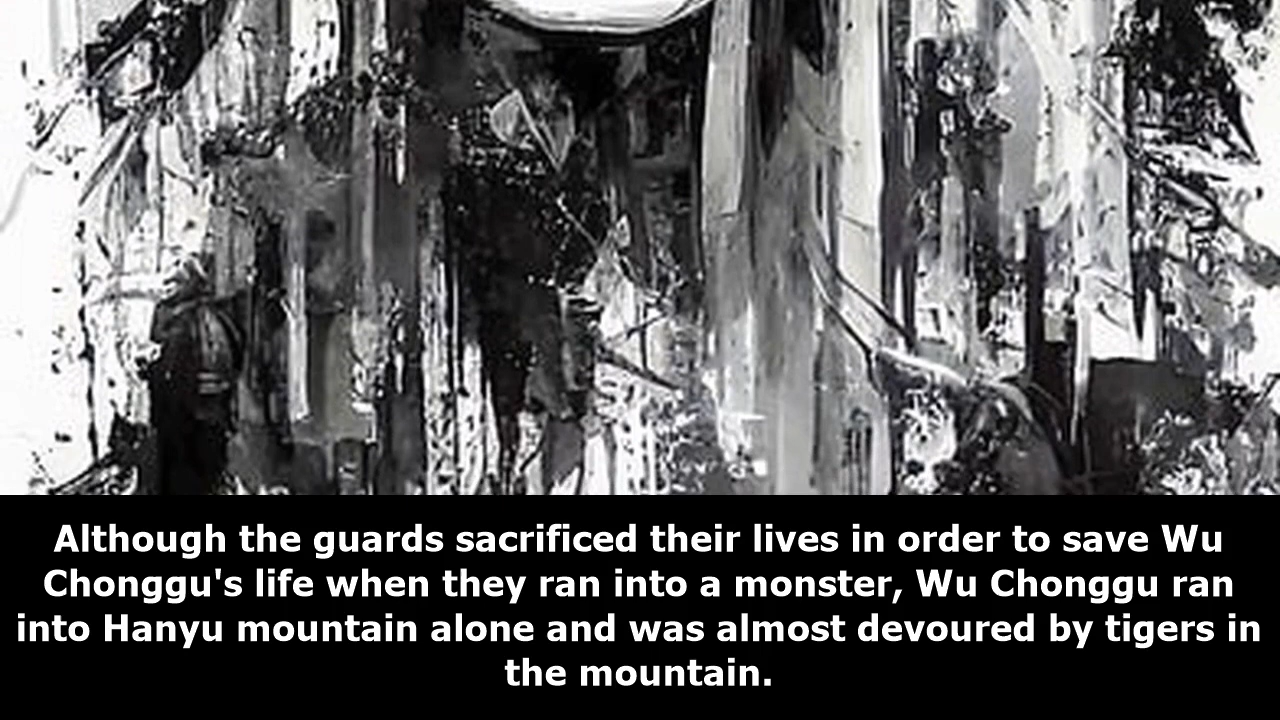 Although the guards sacrificed their lives in order to save Wu
Chonggu's life when they ran into a monster, Wu Chonggu ran
into Hanyu mountain alone and was almost devoured by tigers in
the mountain.